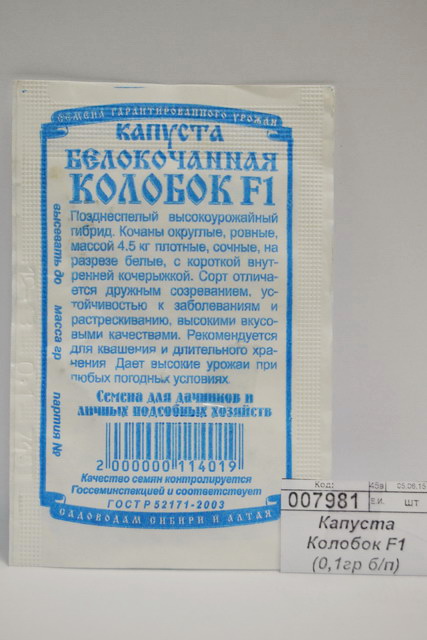 СЕМЕНА ГАРАНТИРОВАННОГО УРОЖАЯ
КАПУСТА
БЕЛОКОЧАННАЯ
КОЛОБОК F1
Позднеспелый высокоурожайный
гибрид. Кочаны округлые, ровные,
массой 4.5 кг плотные, сочные, на
разрезе белые, с короткой внут-
ренней кочерыжкой. Сорт отлича-
ется дружным созреванием, ус-
тойчивостью к заболеваниям и
растрескиванию, высокими вкусо-
выми качествами. Рекомендуется
для квашения и длительного хра-
нения Дает высокие урожаи при
любых погодных условиях
Семена для дачников и
личных подсобных хозяйств
2 000000 114019
Качество семян контролируется
Госсеминспекцией и соответствует
ГОСТ Р 52171-2003
САДОВОДАМ СИБИРИ И АЛТАЯ
высевать до масса гр партия №
Код:
007981
05.06.15
Е.И. шт
Капуста
Колобок F1
(0,1гр б/п)